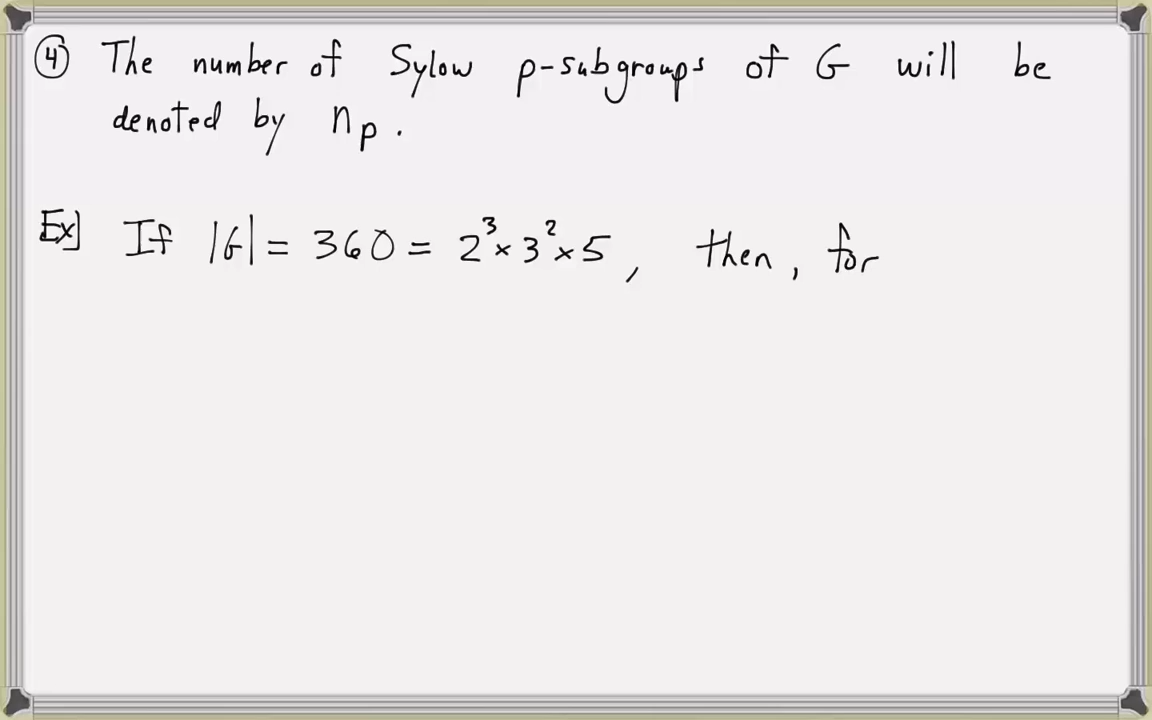 ④ The number of Sylow p-subgroups of G will be
denoted by nₚ.
Ex] If |G| = 360 = 2³ × 3² × 5, then, for